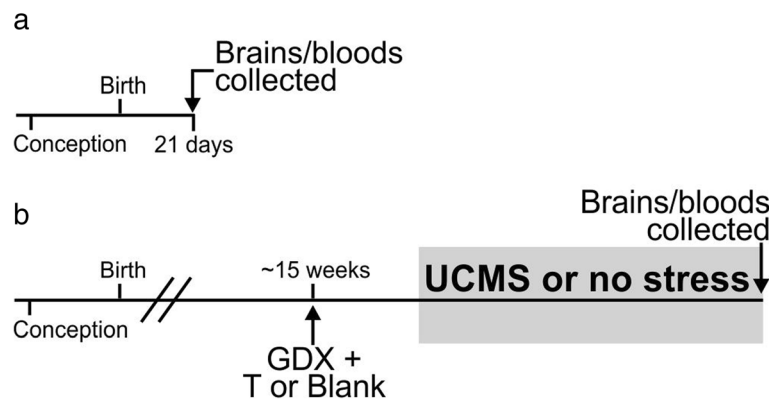 a
Brains/bloods
collected
Birth
Conception
21 days
b
Brains/bloods
collected
UCMS or no stress
Birth
~15 weeks
Conception
GDX +
T or Blank